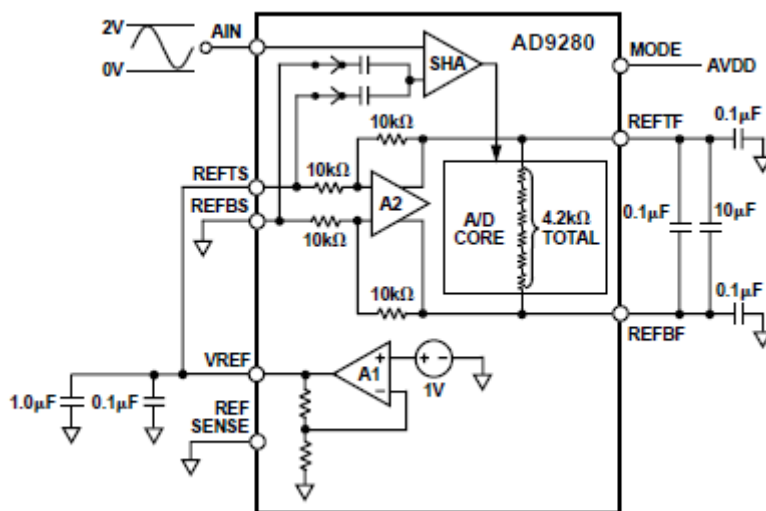 2V
0V
AIN
AD9280
SHA
MODE
AVDD
10kΩ
REFTF
0.1µF
REFTS
10kΩ
REFBS
A2
10kΩ
A/D
CORE
4.2kΩ
TOTAL
0.1µF
10µF
10kΩ
0.1µF
REFBF
VREF
A1
+
−
+ −
1V
1.0µF
0.1µF
REF
SENSE